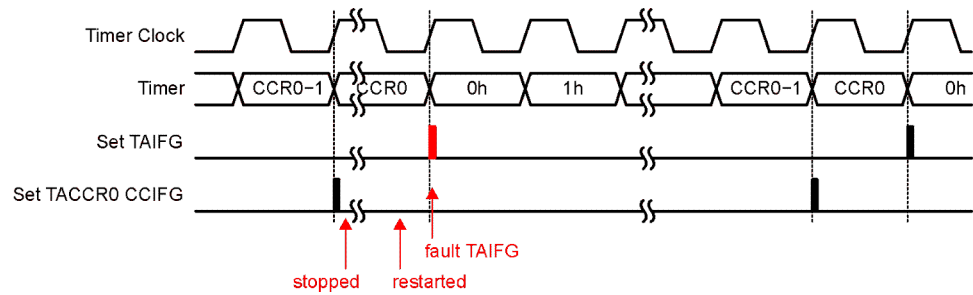 Timer Clock
Timer CCR0−1 CCR0 0h 1h CCR0−1 CCR0 0h
Set TAIFG
Set TACCR0 CCIFG
fault TAIFG
stopped restarted